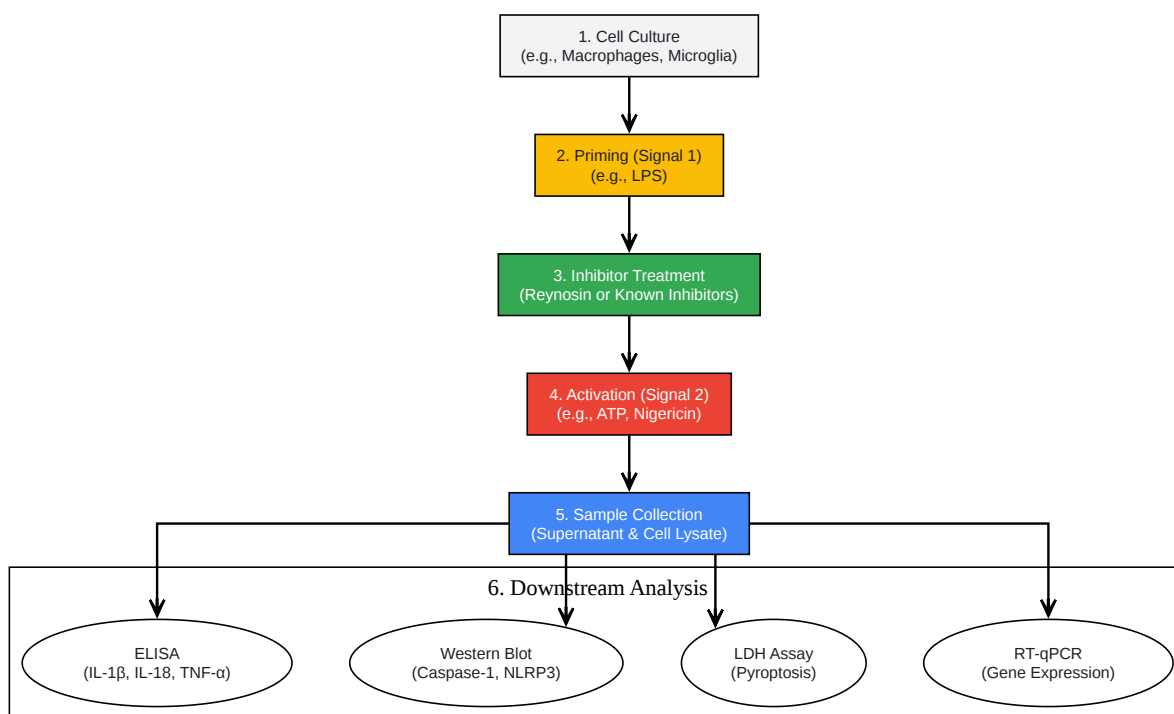 1. Cell Culture
(e.g., Macrophages, Microglia)
2. Priming (Signal 1)
(e.g., LPS)
3. Inhibitor Treatment
(Reynosin or Known Inhibitors)
4. Activation (Signal 2)
(e.g., ATP, Nigericin)
5. Sample Collection
(Supernatant & Cell Lysate)
6. Downstream Analysis
ELISA
(IL-1β, IL-18, TNF-α)
Western Blot
(Caspase-1, NLRP3)
LDH Assay
(Pyroptosis)
RT-qPCR
(Gene Expression)